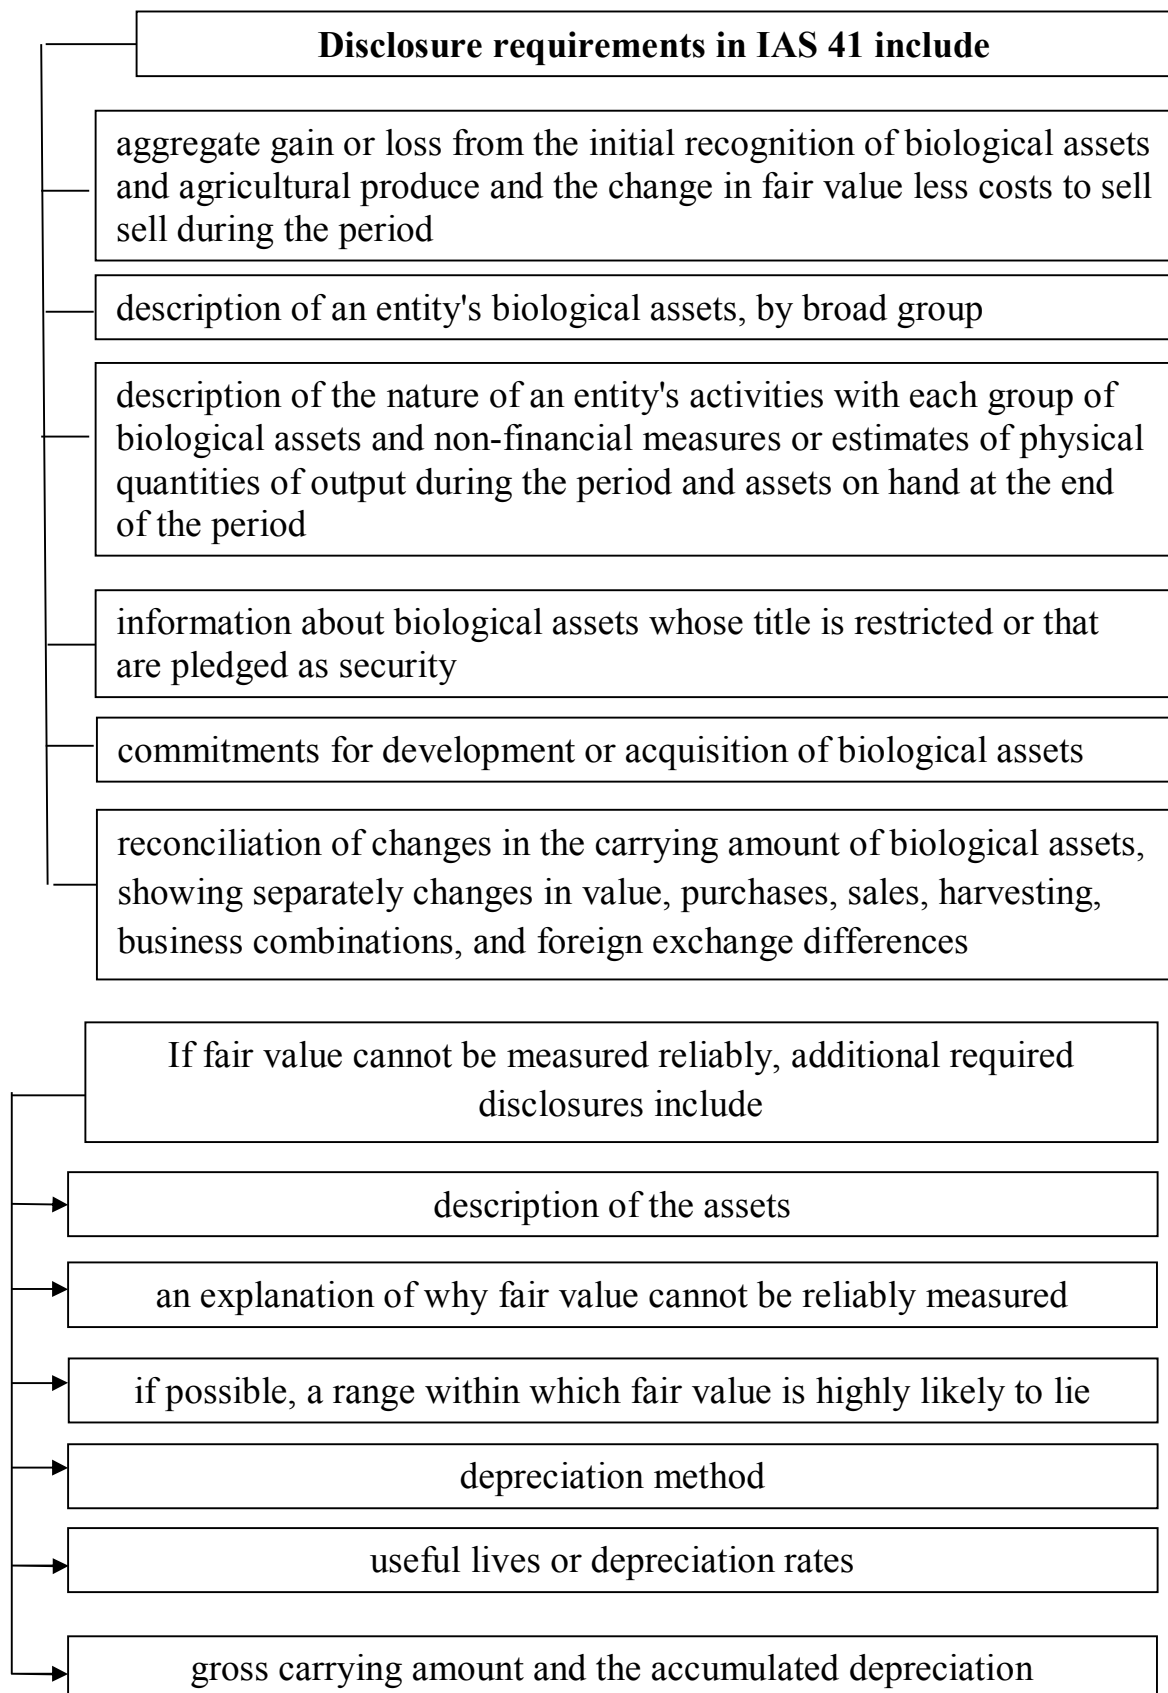 Disclosure requirements in IAS 41 include
aggregate gain or loss from the initial recognition of biological assets
and agricultural produce and the change in fair value less costs to sell
sell during the period
description of an entity's biological assets, by broad group
description of the nature of an entity's activities with each group of
biological assets and non-financial measures or estimates of physical
quantities of output during the period and assets on hand at the end
of the period
information about biological assets whose title is restricted or that
are pledged as security
commitments for development or acquisition of biological assets
reconciliation of changes in the carrying amount of biological assets,
showing separately changes in value, purchases, sales, harvesting,
business combinations, and foreign exchange differences
If fair value cannot be measured reliably, additional required
disclosures include
description of the assets
an explanation of why fair value cannot be reliably measured
if possible, a range within which fair value is highly likely to lie
depreciation method
useful lives or depreciation rates
gross carrying amount and the accumulated depreciation